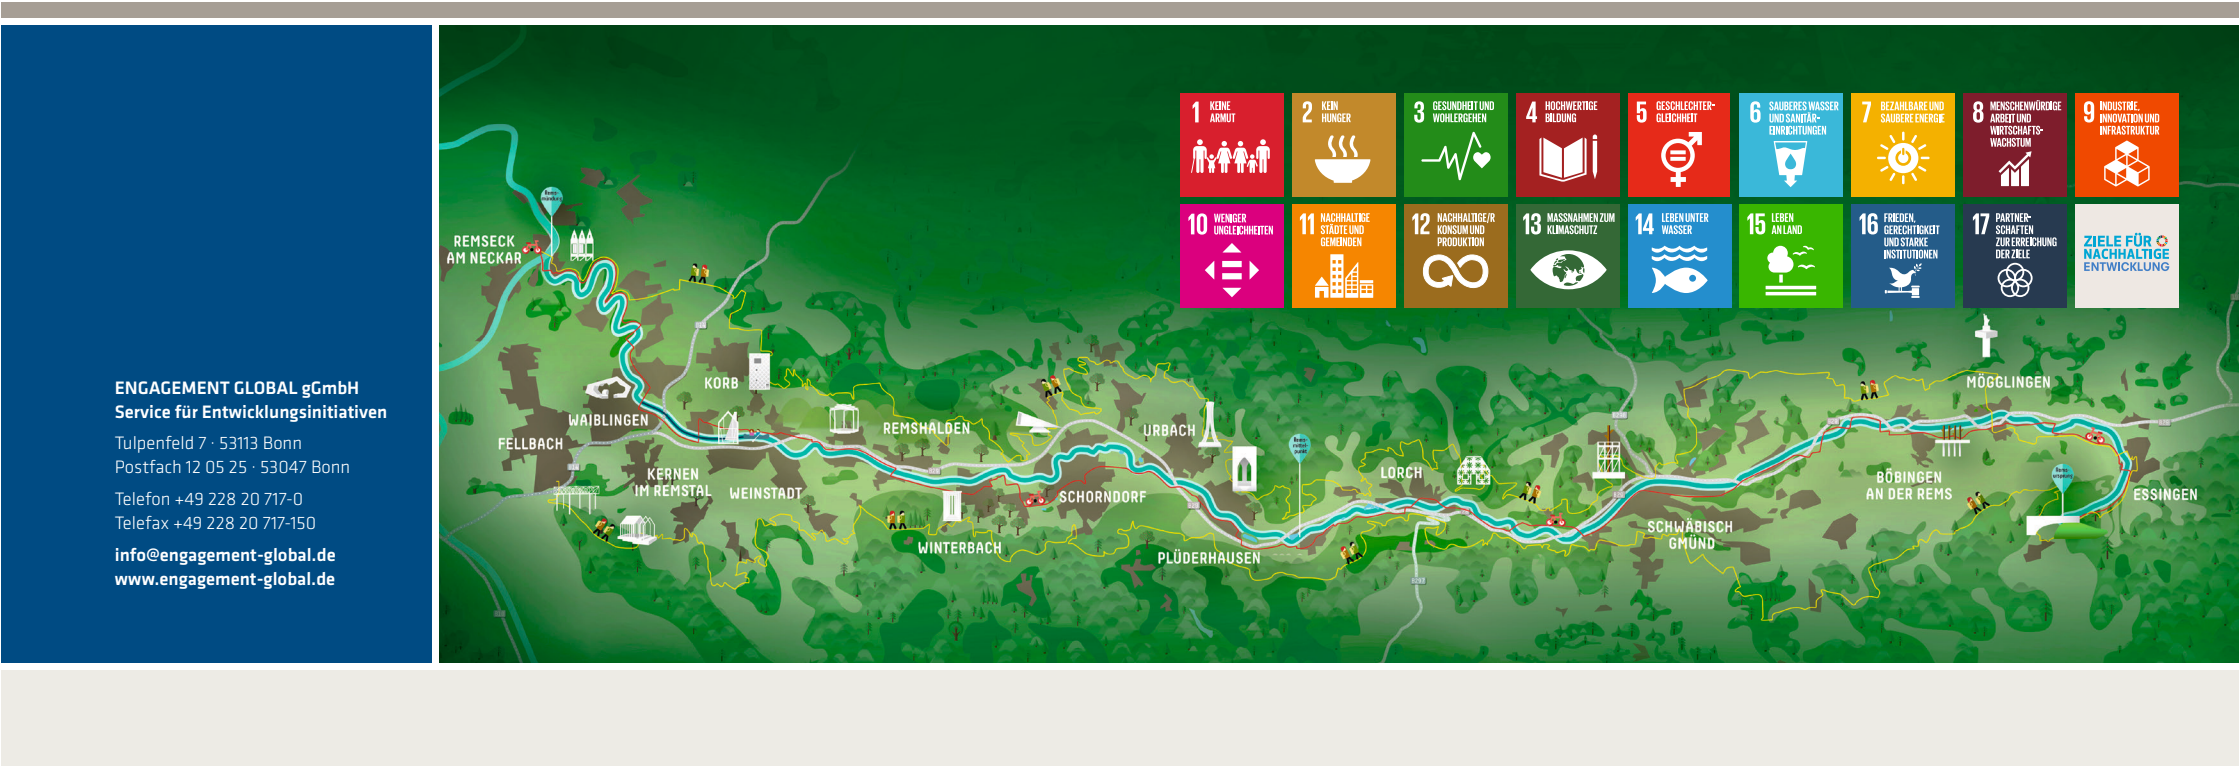 ENGAGEMENT GLOBAL gGmbH
Service für Entwicklungsinitiativen
Tulpenfeld 7 · 53113 Bonn
Postfach 12 05 25 · 53047 Bonn
Telefon +49 228 20 717-0
Telefax +49 228 20 717-150
info@engagement-global.de
www.engagement-global.de
1 KEINE
ARMUT
2 KEIN
HUNGER
3 GESUNDHEIT UND
WOHLERGEHEN
4 HOCHWERTIGE
BILDUNG
5 GESCHLECHTER-
GLEICHHEIT
6 SAUBERES WASSER
UND SANITÄR-
EINRICHTUNGEN
7 BEZAHLBARE UND
SAUBERE ENERGIE
8 MENSCHENWÜRDIGE
ARBEIT UND
WIRTSCHAFTS-
WACHSTUM
9 INDUSTRIE,
INNOVATION UND
INFRASTRUKTUR
10 WENIGER
UNGLEICHHEITEN
11 NACHHALTIGE
STÄDTE UND
GEMEINDEN
12 NACHHALTIGE/R
KONSUM UND
PRODUKTION
13 MASSNAHMEN ZUM
KLIMASCHUTZ
14 LEBEN UNTER
WASSER
15 LEBEN
AN LAND
16 FRIEDEN,
GERECHTIGKEIT
UND STARKE
INSTITUTIONEN
17 PARTNER-
SCHAFTEN
ZUR ERREICHUNG
DER ZIELE
ZIELE FÜR
NACHHALTIGE
ENTWICKLUNG
Rems-
mündung
REMSECK
AM NECKAR
KORB
WAIBLINGEN
FELLBACH
KERNEN
IM REMSTAL
WEINSTADT
REMSHALDEN
WINTERBACH
SCHORNDORF
URBACH
PLÜDERHAUSEN
Rems-
mittel-
punkt
LORCH
SCHWÄBISCH
GMÜND
MÖGGLINGEN
BÖBINGEN
AN DER REMS
Rems-
ursprung
ESSINGEN